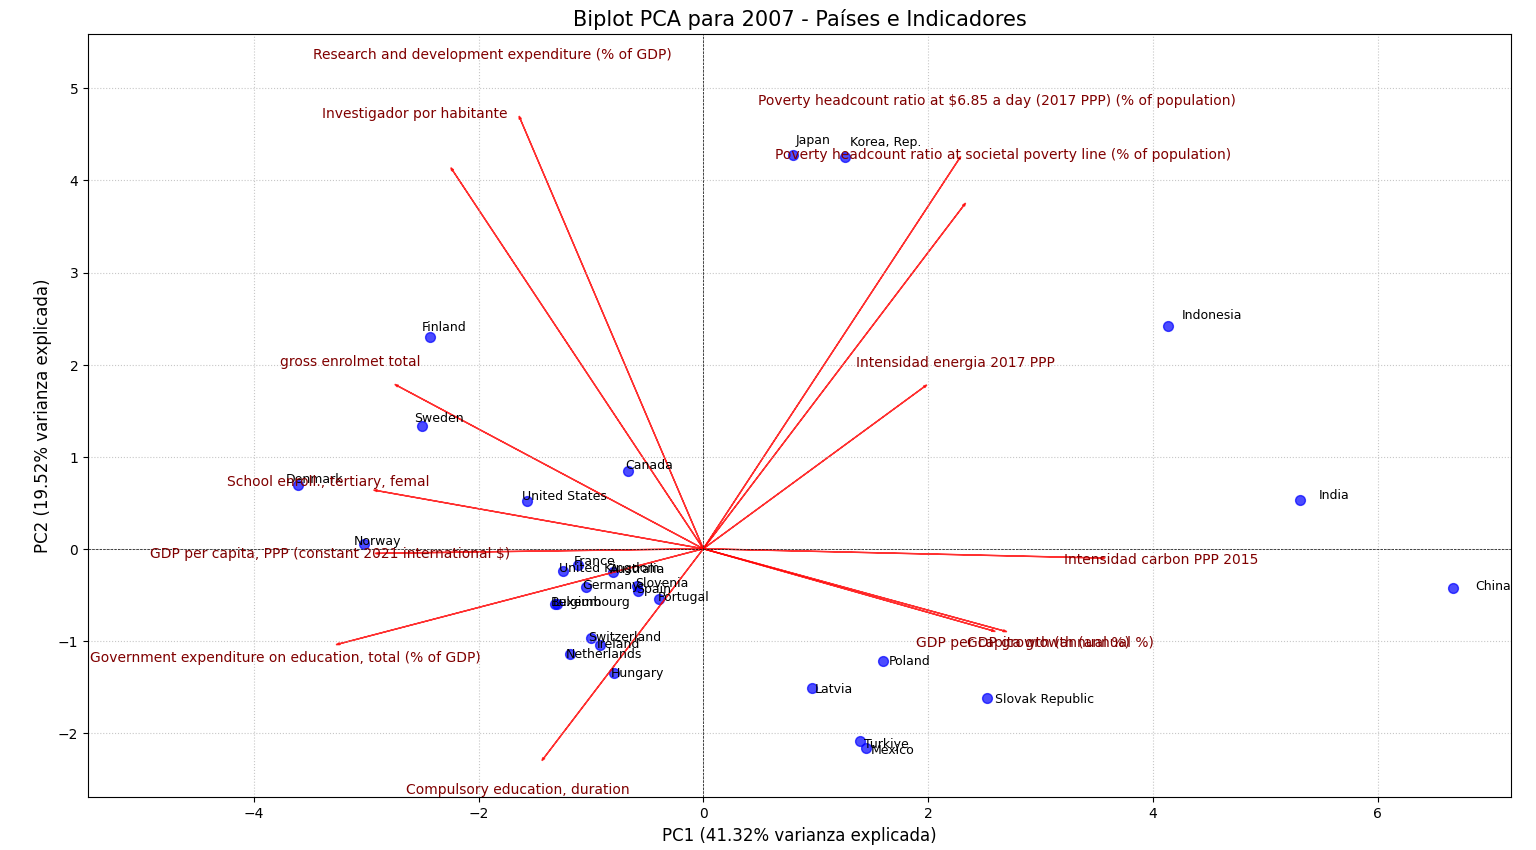 Biplot PCA para 2007 - Países e Indicadores
Research and development expenditure (% of GDP)
Poverty headcount ratio at $6.85 a day (2017 PPP) (% of population)
Investigador por habitante
Japan
Korea, Rep.
Poverty headcount ratio at societal poverty line (% of population)
Indonesia
Finland
gross enrolmet total
Intensidad energia 2017 PPP
Sweden
Canada
School enroll., tertiary, femal
Denmark
United States
India
Norway
GDP per capita, PPP (constant 2021 international $)
Intensidad carbon PPP 2015
France
United Kingdom
Australia
Germany
Slovenia
Spain
China
Portugal
Belgium
Luxembourg
Switzerland
Ireland
GDP per capita growth (annual %)
GDP growth (annual %)
Netherlands
Government expenditure on education, total (% of GDP)
Poland
Hungary
Latvia
Slovak Republic
Turkiye
Mexico
Compulsory education, duration
5
4
3
2
1
0
−1
−2
−4
−2
0
2
4
6
PC1 (41.32% varianza explicada)
PC2 (19.52% varianza explicada)